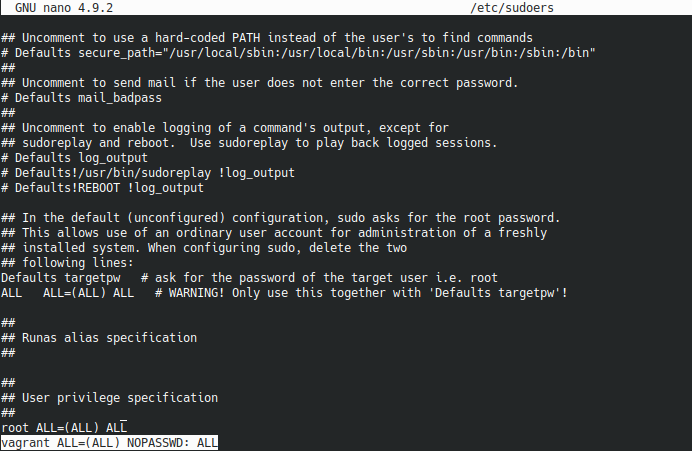 GNU nano 4.9.2 /etc/sudoers
## Uncomment to use a hard-coded PATH instead of the user's to find commands
# Defaults secure_path="/usr/local/sbin:/usr/local/bin:/usr/sbin:/usr/bin:/sbin:/bin"
##
## Uncomment to send mail if the user does not enter the correct password.
# Defaults mail_badpass
##
## Uncomment to enable logging of a command's output, except for
## sudoreplay and reboot.  Use sudoreplay to play back logged sessions.
# Defaults log_output
# Defaults!/usr/bin/sudoreplay !log_output
# Defaults!REBOOT !log_output
## In the default (unconfigured) configuration, sudo asks for the root password.
## This allows use of an ordinary user account for administration of a freshly
## installed system. When configuring sudo, delete the two
## following lines:
Defaults targetpw   # ask for the password of the target user i.e. root
ALL   ALL=(ALL) ALL   # WARNING! Only use this together with 'Defaults targetpw'!
##
## Runas alias specification
##
##
## User privilege specification
##
root ALL=(ALL) ALL
vagrant ALL=(ALL) NOPASSWD: ALL